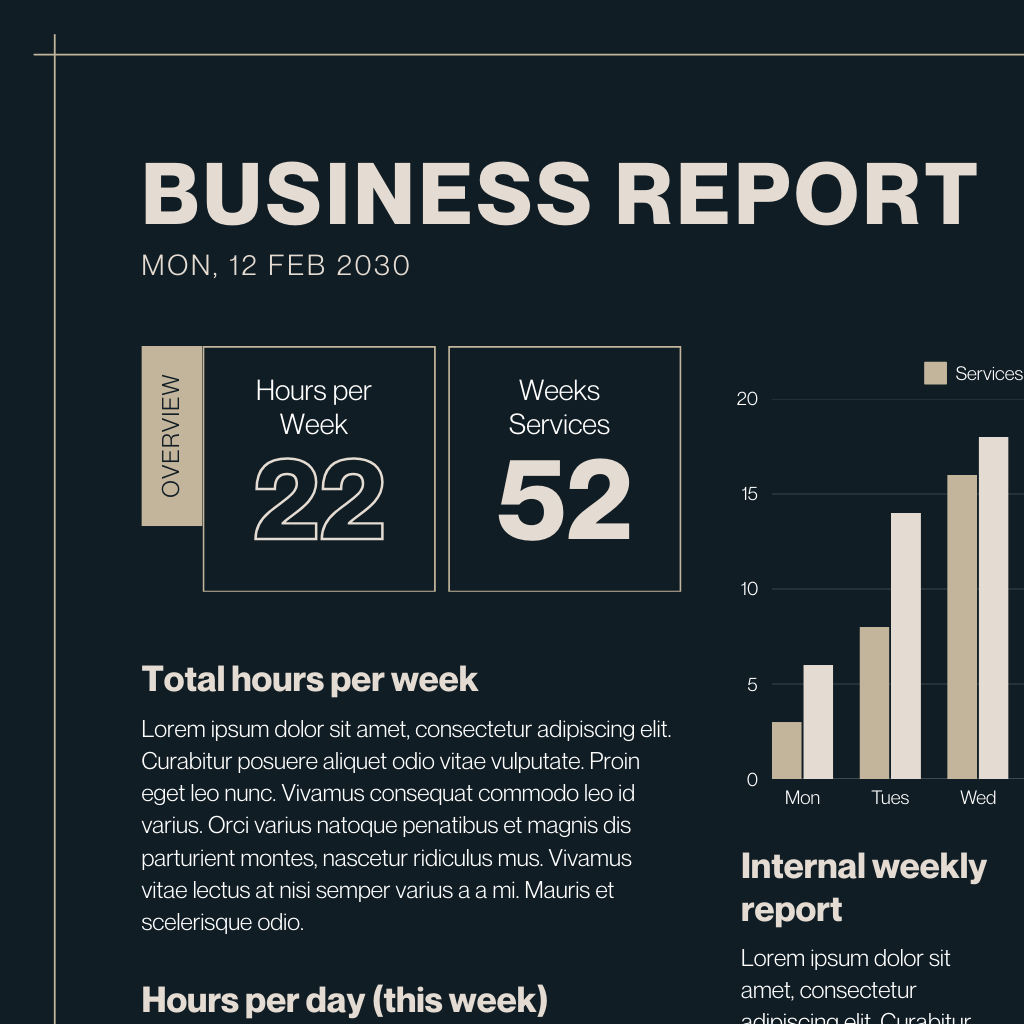 BUSINESS REPORT
MON, 12 FEB 2030
OVERVIEW
Hours per
Week
22
Weeks
Services
52
Total hours per week
Lorem ipsum dolor sit amet, consectetur adipiscing elit.
Curabitur posuere aliquet odio vitae vulputate. Proin
eget leo nunc. Vivamus consequat commodo leo id
varius. Orci varius natoque penatibus et magnis dis
parturient montes, nascetur ridiculus mus. Vivamus
vitae lectus at nisi semper varius a a mi. Mauris et
scelerisque odio.
Hours per day (this week)
Services
20
15
10
5
0
Mon Tues Wed
Internal weekly
report
Lorem ipsum dolor sit
amet, consectetur
adipiscing elit. Curabitur